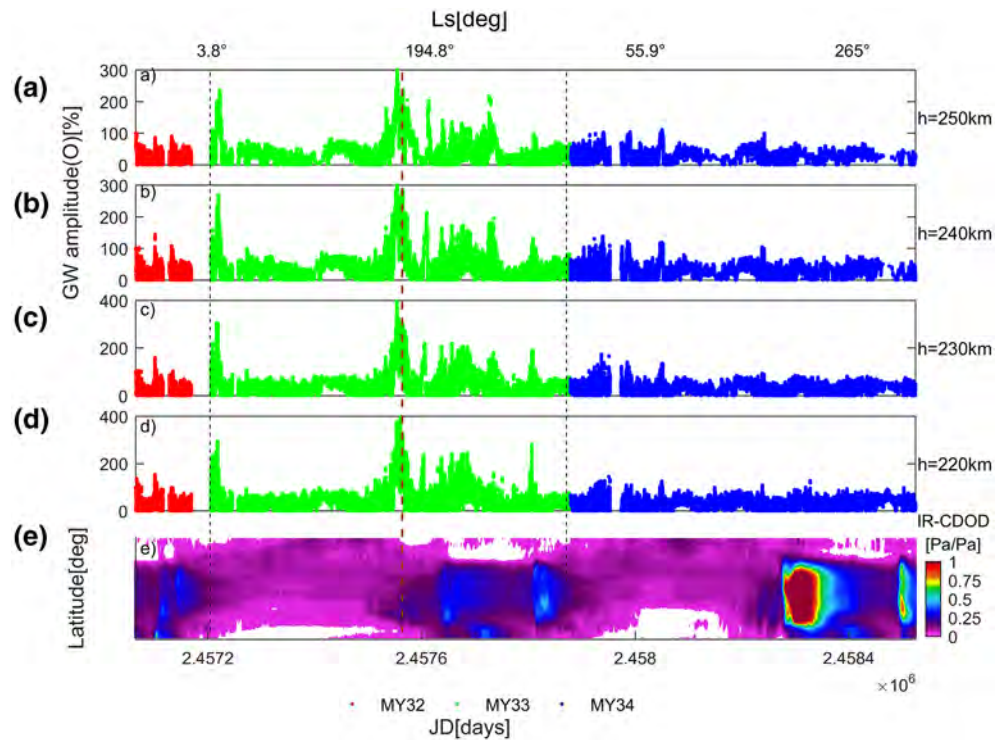 Ls[deg]
3.8° 194.8° 55.9° 265°
(a) a) 300 200 100 0 h=250km
(b) b) 300 200 100 0 h=240km
GW amplitude(O)[%]
(c) c) 400 200 0 h=230km
(d) d) 400 200 0 h=220km
IR-CDOD
[Pa/Pa]
(e) e) Latitude[deg] 1 0.75 0.5 0.25 0
2.4572 2.4576 2.458 2.4584
×10⁶
MY32 MY33 MY34
JD[days]